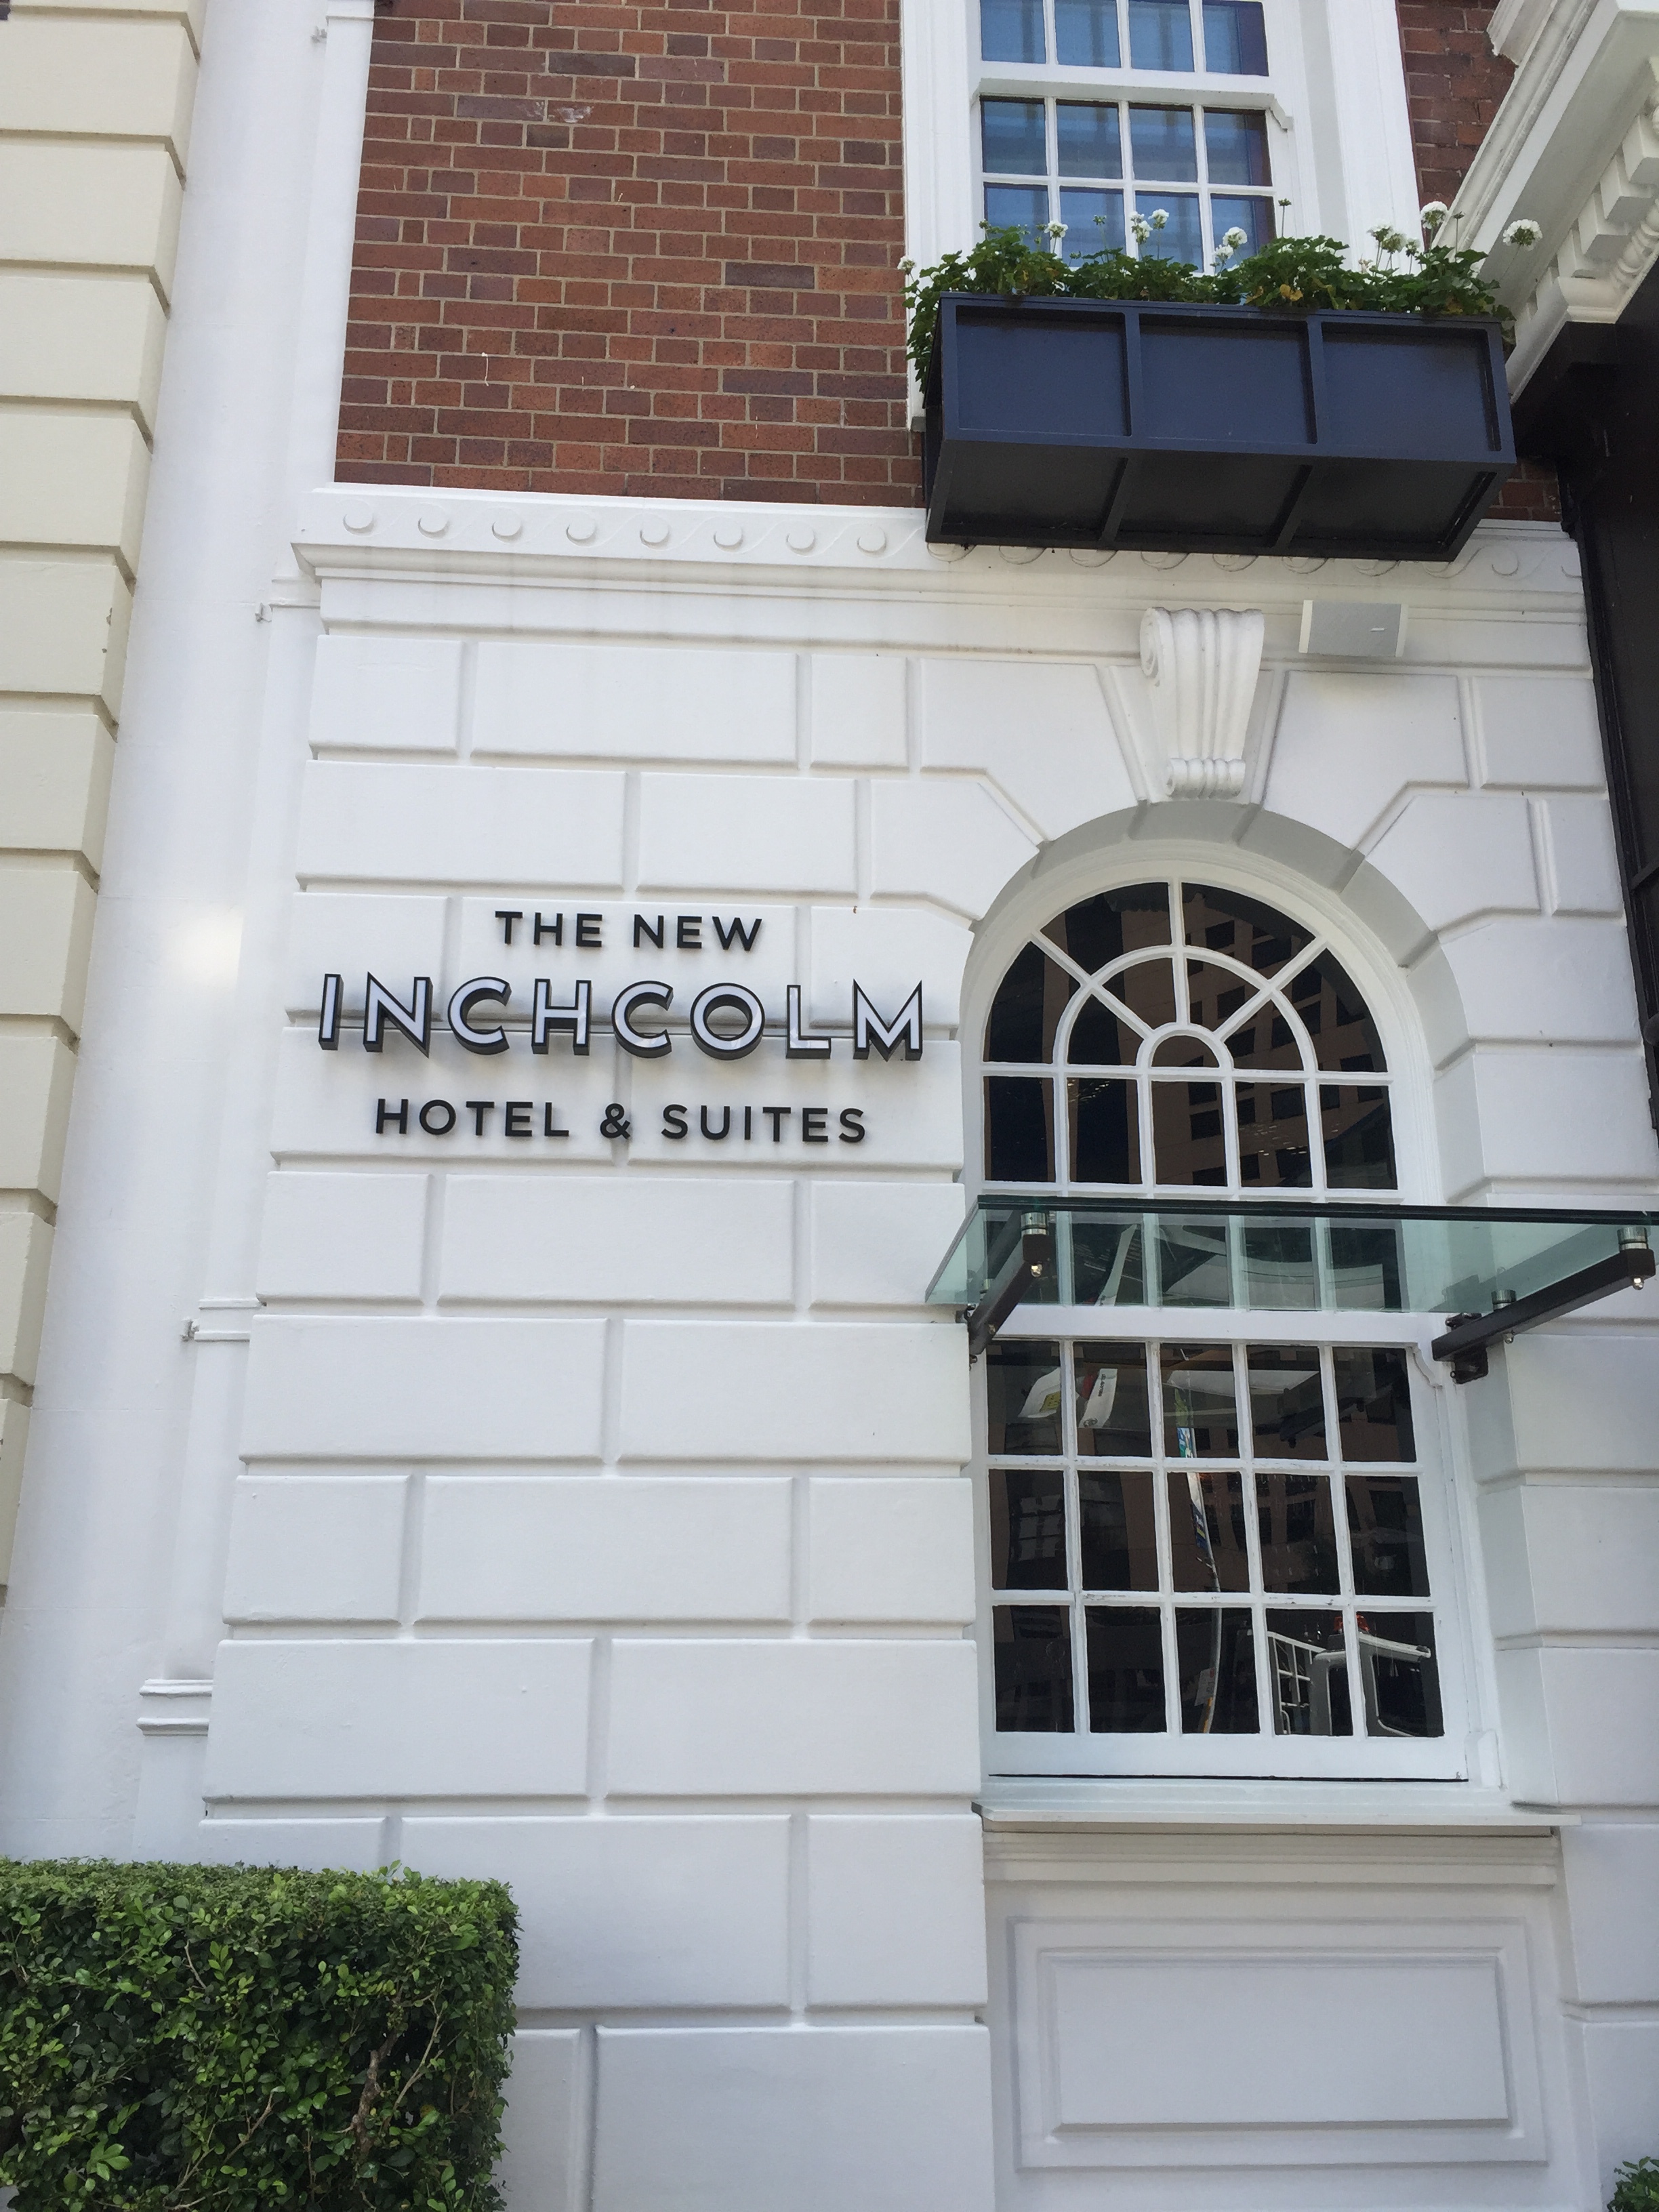 THE NEW
INCHCOLM
HOTEL & SUITES